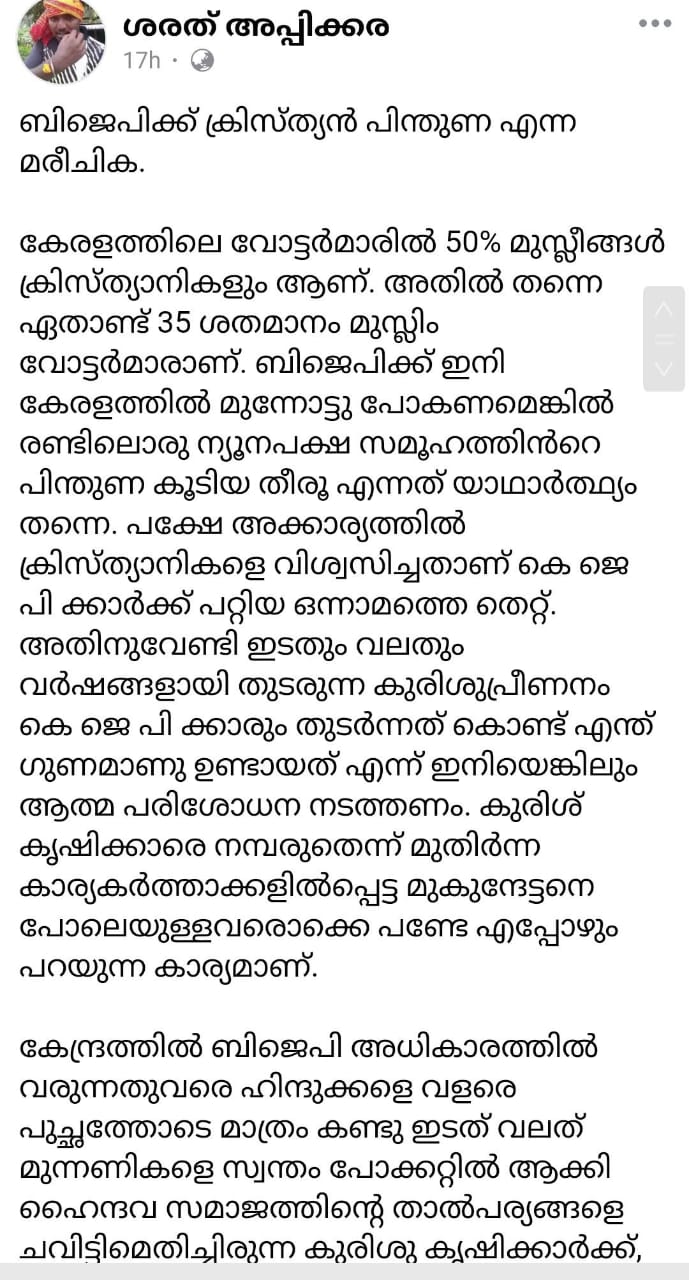 ശരത് അപ്പിക്കര
17h ·
ബിജെപിക്ക് ക്രിസ്ത്യൻ പിന്തുണ എന്ന
മരീചിക.
കേരളത്തിലെ വോട്ടർമാരിൽ 50% മുസ്ലീങ്ങൾ
ക്രിസ്ത്യാനികളും ആണ്. അതിൽ തന്നെ
ഏതാണ്ട് 35 ശതമാനം മുസ്ലിം
വോട്ടർമാരാണ്. ബിജെപിക്ക് ഇനി
കേരളത്തിൽ മുന്നോട്ടു പോകണമെങ്കിൽ
രണ്ടിലൊരു ന്യൂനപക്ഷ സമൂഹത്തിൻറെ
പിന്തുണ കൂടിയ തീരൂ എന്നത് യാഥാർത്ഥ്യം
തന്നെ. പക്ഷേ അക്കാര്യത്തിൽ
ക്രിസ്ത്യാനികളെ വിശ്വസിച്ചതാണ് കെ ജെ
പി ക്കാർക്ക് പറ്റിയ ഒന്നാമത്തെ തെറ്റ്.
അതിനുവേണ്ടി ഇടതും വലതും
വർഷങ്ങളായി തുടരുന്ന കുരിശുപ്രീണനം
കെ ജെ പി ക്കാരും തുടർന്നത് കൊണ്ട് എന്ത്
ഗുണമാണു ഉണ്ടായത് എന്ന് ഇനിയെങ്കിലും
ആത്മ പരിശോധന നടത്തണം. കുരിശ്
കൃഷിക്കാരെ നമ്പരുതെന്ന് മുതിർന്ന
കാര്യകർത്താക്കളിൽപ്പെട്ട മുകുന്ദേട്ടനെ
പോലെയുള്ളവരൊക്കെ പണ്ടേ എപ്പോഴും
പറയുന്ന കാര്യമാണ്.
കേന്ദ്രത്തിൽ ബിജെപി അധികാരത്തിൽ
വരുന്നതുവരെ ഹിന്ദുക്കളെ വളരെ
പുച്ഛത്തോടെ മാത്രം കണ്ടു ഇടത് വലത്
മുന്നണികളെ സ്വന്തം പോക്കറ്റിൽ ആക്കി
ഹൈന്ദവ സമാജത്തിന്റെ താൽപര്യങ്ങളെ
ചവിട്ടിമെതിച്ചിരുന്ന കുരിശു കൃഷിക്കാർക്ക്,